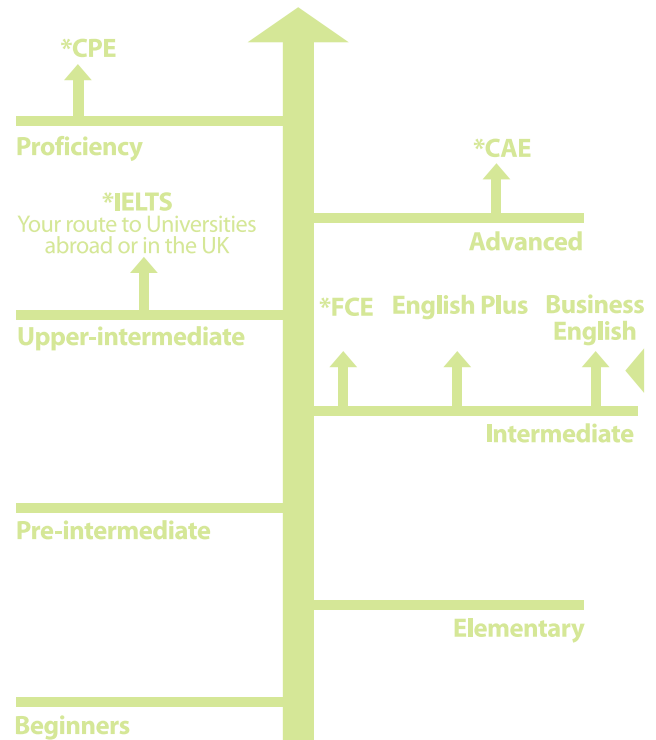 *CPE
Proficiency
*CAE
*IELTS
Your route to Universities
abroad or in the UK
Advanced
*FCE
English Plus
Business
English
Upper-intermediate
Intermediate
Pre-intermediate
Elementary
Beginners